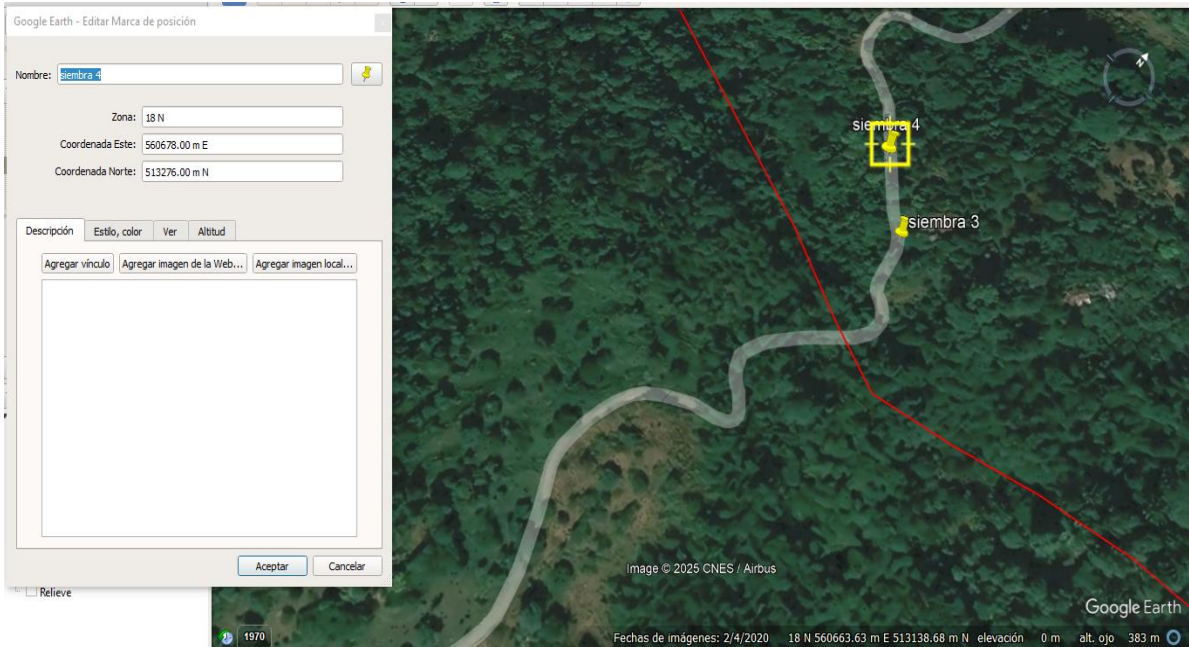 Google Earth - Editar Marca de posición
Nombre: siembra 4
Zona: 18 N
Coordenada Este: 560678.00 m E
Coordenada Norte: 513276.00 m N
Descripción Estilo, color Ver Altitud
Agregar vínculo Agregar imagen de la Web... Agregar imagen local...
Aceptar Cancelar
Relieve
N
siembra 4
siembra 3
Image © 2025 CNES / Airbus
Google Earth
1970
Fechas de imágenes: 2/4/2020 18 N 560663.63 m E 513138.68 m N elevación 0 m alt. ojo 383 m